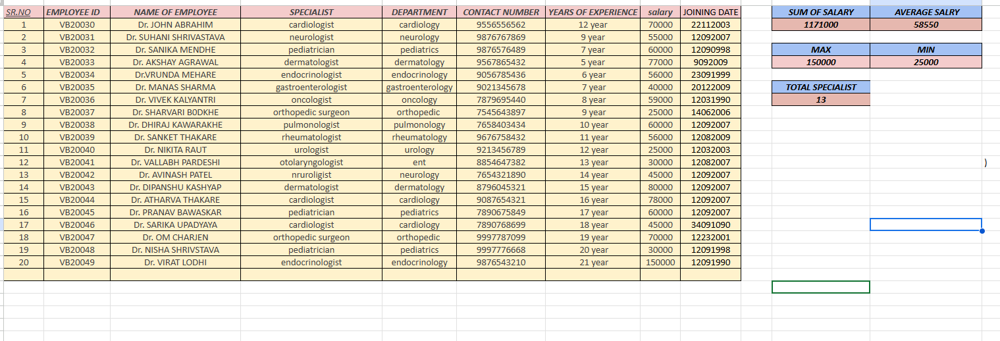 SR.NO EMPLOYEE ID NAME OF EMPLOYEE SPECIALIST DEPARTMENT CONTACT NUMBER YEARS OF EXPERIENCE salary JOINING DATE SUM OF SALARY AVERAGE SALRY
1 VB20030 Dr. JOHN ABRAHIM cardiologist cardiology 9556556562 12 year 70000 22112003 1171000 58550
2 VB20031 Dr. SUHANI SHRIVASTAVA neurologist neurology 9876767869 9 year 55000 12092007
3 VB20032 Dr. SANIKA MENDHE pediatrician pediatrics 9876576489 7 year 60000 12090998 MAX MIN
4 VB20033 Dr. AKSHAY AGRAWAL dermatologist dermatology 9567865432 5 year 77000 9092009 150000 25000
5 VB20034 Dr.VRUNDA MEHARE endocrinologist endocrinology 9056785436 6 year 56000 23091999
6 VB20035 Dr. MANAS SHARMA gastroenterologist gastroenterology 9021345678 7 year 40000 20122009 TOTAL SPECIALIST
7 VB20036 Dr. VIVEK KALYANTRI oncologist oncology 7879695440 8 year 59000 12031990 13
8 VB20037 Dr. SHARVARI B0DKHE orthopedic surgeon orthopedic 7545643897 9 year 25000 14062006
9 VB20038 Dr. DHIRAJ KAWARAKHE pulmonologist pulmonology 7658403434 10 year 60000 12092007
10 VB20039 Dr. SANKET THAKARE rheumatologist rheumatology 9676758432 11 year 56000 12082009
11 VB20040 Dr. NIKITA RAUT urologist urology 9213456789 12 year 25000 12032003
12 VB20041 Dr. VALLABH PARDESHI otolaryngologist ent 8854647382 13 year 30000 12082007 )
13 VB20042 Dr. AVINASH PATEL nruroligist neurology 7654321890 14 year 45000 12092007
14 VB20043 Dr. DIPANSHU KASHYAP dermatologist dermatology 8796045321 15 year 80000 12092007
15 VB20044 Dr. ATHARVA THAKARE cardiologist cardiology 9087654321 16 year 78000 12092007
16 VB20045 Dr. PRANAV BAWASKAR pediatrician pediatrics 7890675849 17 year 60000 12092007
17 VB20046 Dr. SARIKA UPADYAYA cardiologist cardiology 7890768699 18 year 45000 34091090
18 VB20047 Dr. OM CHARJEN orthopedic surgeon orthopedic 9997787099 19 year 70000 12232001
19 VB20048 Dr. NISHA SHRIVSTAVA pediatrician pediatrics 9997776668 20 year 30000 12091998
20 VB20049 Dr. VIRAT LODHI endocrinologist endocrinology 9876543210 21 year 150000 12091990